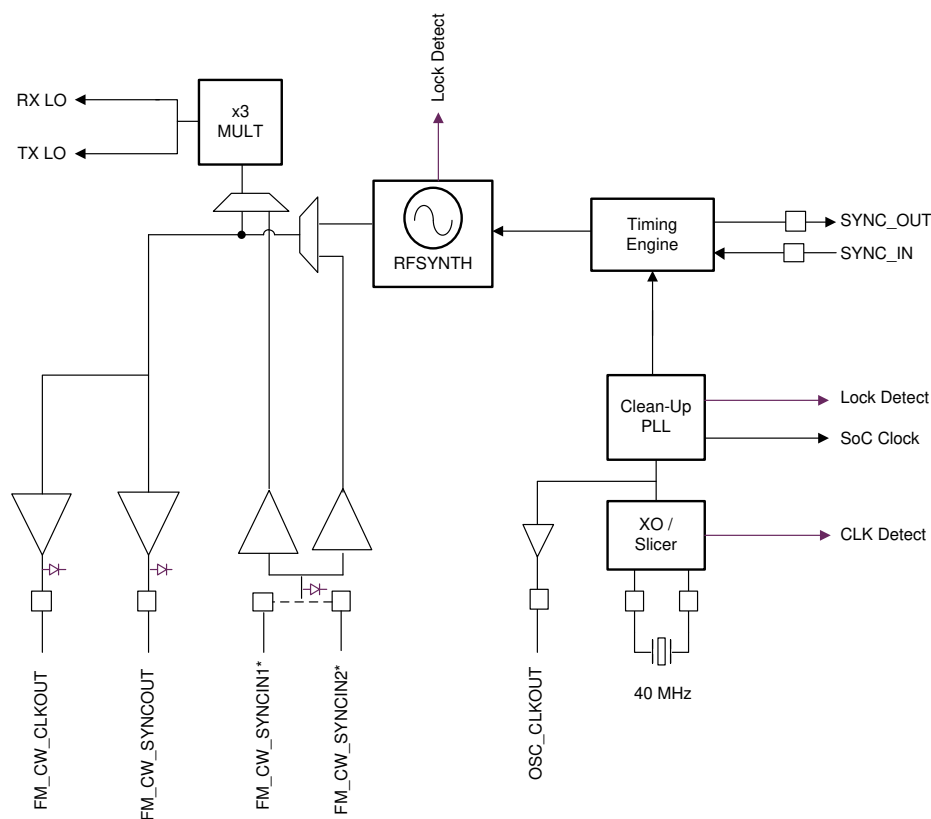 Lock Detect
RX LO
TX LO
x3
MULT
RFSYNTH
Timing
Engine
SYNC_OUT
SYNC_IN
Clean-Up
PLL
Lock Detect
SoC Clock
XO /
Slicer
CLK Detect
40 MHz
FM_CW_CLKOUT
FM_CW_SYNCOUT
FM_CW_SYNCIN1*
FM_CW_SYNCIN2*
OSC_CLKOUT